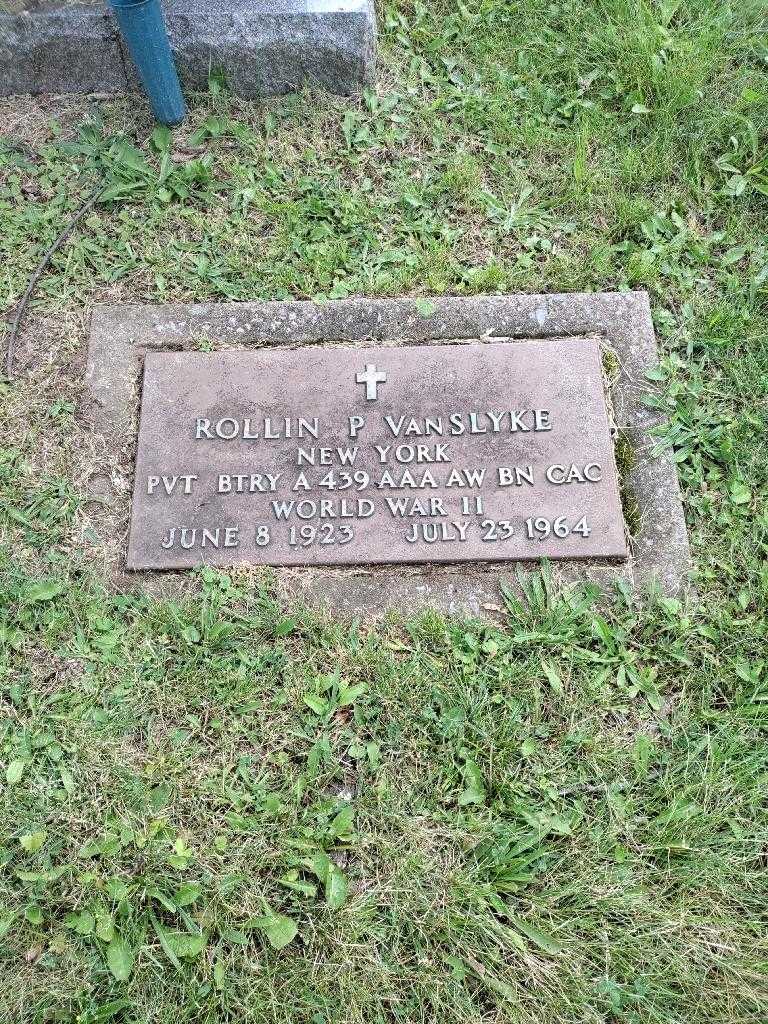 ROLLIN P VANSLYKE
NEW YORK
PVT BTRY A 439 AAA AW BN CAC
WORLD WAR II
JUNE 8 1923 JULY 23 1964